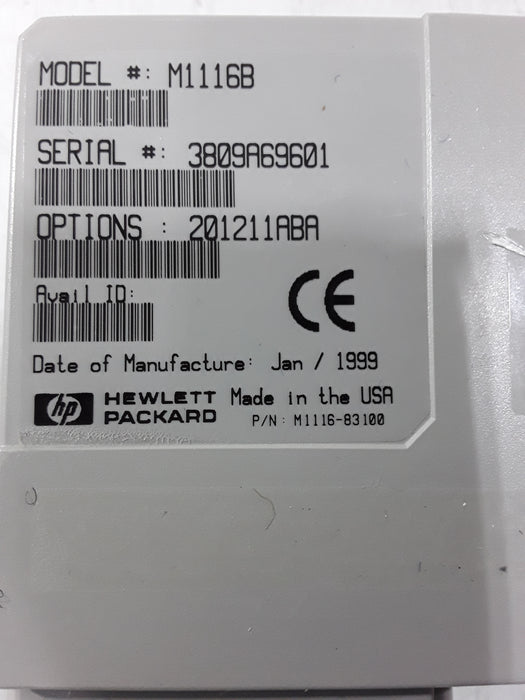 MODEL #: M1116B
SERIAL #: 3809A69601
OPTIONS : 201211ABA
Avail ID:
CE
Date of Manufacture: Jan / 1999
hp HEWLETT PACKARD Made in the USA
P/N: M1116-83100